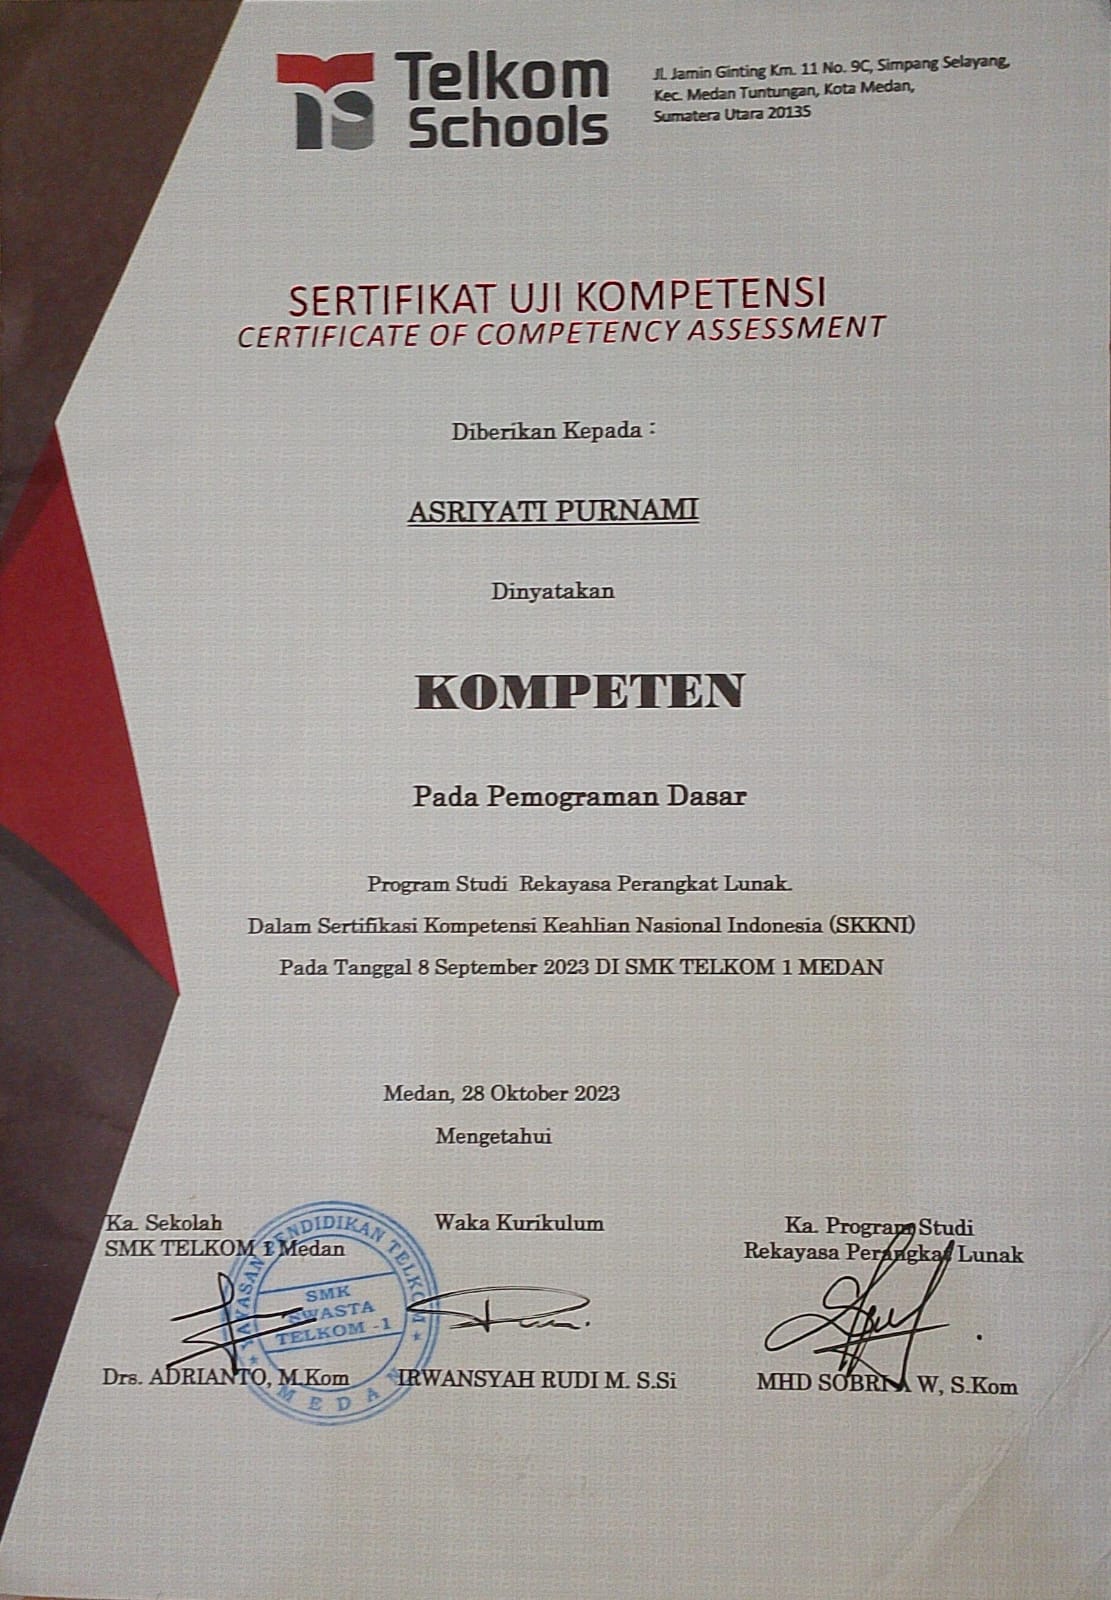 Telkom
Schools
Jl. Jamin Ginting Km. 11 No. 9C, Simpang Selayang,
Kec. Medan Tuntungan, Kota Medan,
Sumatera Utara 20135
SERTIFIKAT UJI KOMPETENSI
CERTIFICATE OF COMPETENCY ASSESSMENT
Diberikan Kepada :
ASRIYATI PURNAMI
Dinyatakan
KOMPETEN
Pada Pemograman Dasar
Program Studi Rekayasa Perangkat Lunak.
Dalam Sertifikasi Kompetensi Keahlian Nasional Indonesia (SKKNI)
Pada Tanggal 8 September 2023 DI SMK TELKOM 1 MEDAN
Medan, 28 Oktober 2023
Mengetahui
Ka. Sekolah
SMK TELKOM 1 Medan
Waka Kurikulum
Ka. Program Studi
Rekayasa Perangkat Lunak
YAYASAN PENDIDIKAN TELKOM
SMK
SWASTA
TELKOM -1
MEDAN
Drs. ADRIANTO, M.Kom
IRWANSYAH RUDI M. S.Si
MHD SOBRI A W, S.Kom